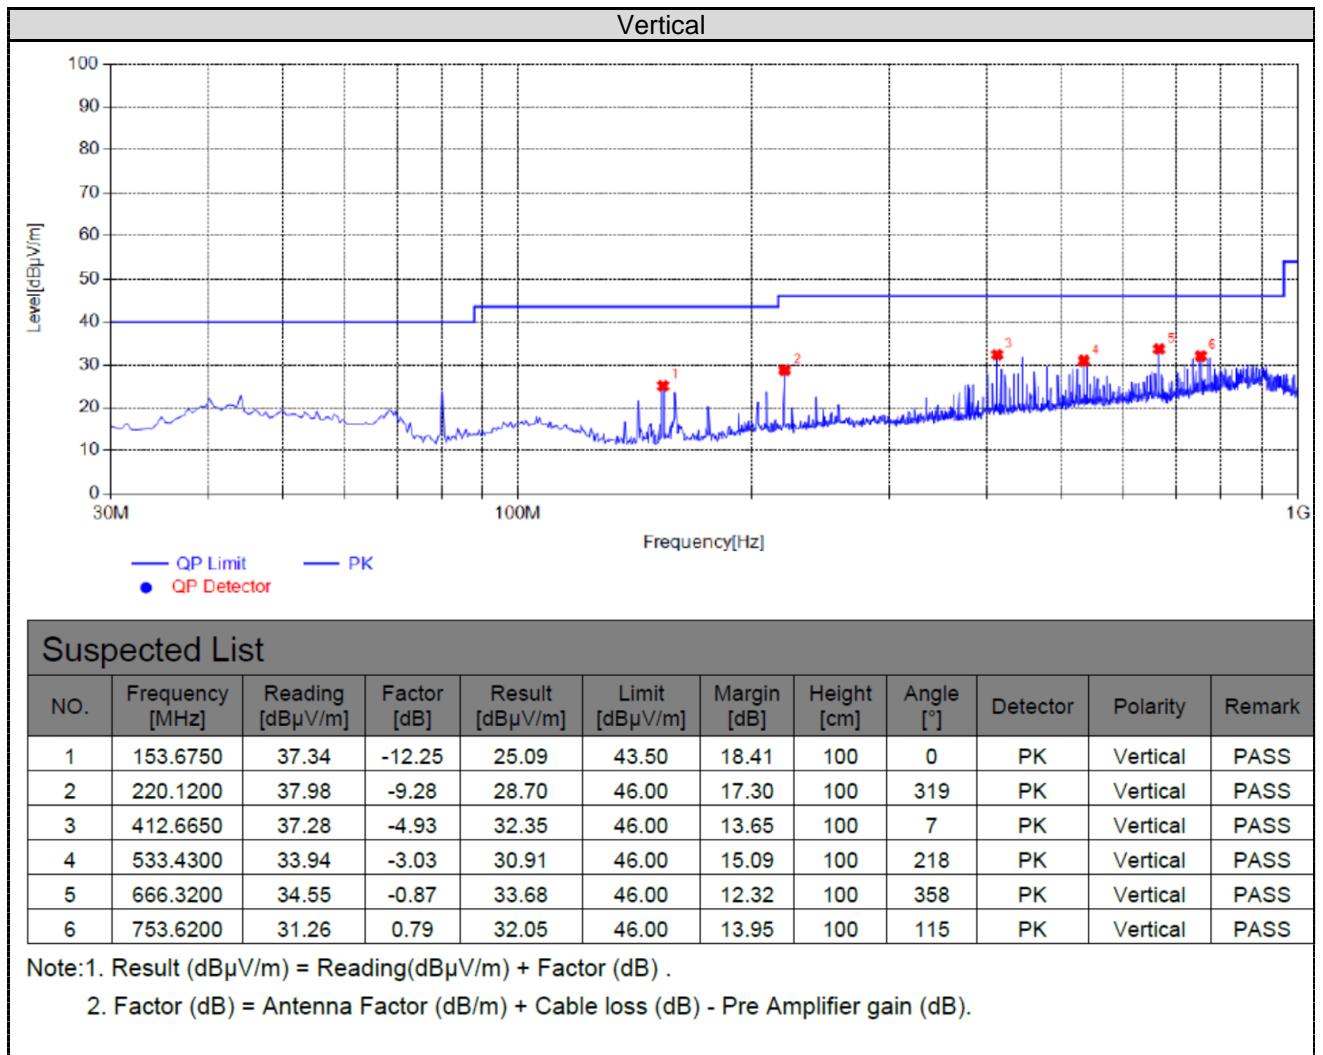 Vertical
100
90
80
70
60
50
40
30
20
10
0
Level[dBµV/m]
1
2
3
4
5
6
30M
100M
1G
Frequency[Hz]
QP Limit
PK
QP Detector
Suspected List
NO. Frequency [MHz] Reading [dBµV/m] Factor [dB] Result [dBµV/m] Limit [dBµV/m] Margin [dB] Height [cm] Angle [°] Detector Polarity Remark
1 153.6750 37.34 -12.25 25.09 43.50 18.41 100 0 PK Vertical PASS
2 220.1200 37.98 -9.28 28.70 46.00 17.30 100 319 PK Vertical PASS
3 412.6650 37.28 -4.93 32.35 46.00 13.65 100 7 PK Vertical PASS
4 533.4300 33.94 -3.03 30.91 46.00 15.09 100 218 PK Vertical PASS
5 666.3200 34.55 -0.87 33.68 46.00 12.32 100 358 PK Vertical PASS
6 753.6200 31.26 0.79 32.05 46.00 13.95 100 115 PK Vertical PASS
Note:1. Result (dBµV/m) = Reading(dBµV/m) + Factor (dB) .
2. Factor (dB) = Antenna Factor (dB/m) + Cable loss (dB) - Pre Amplifier gain (dB).